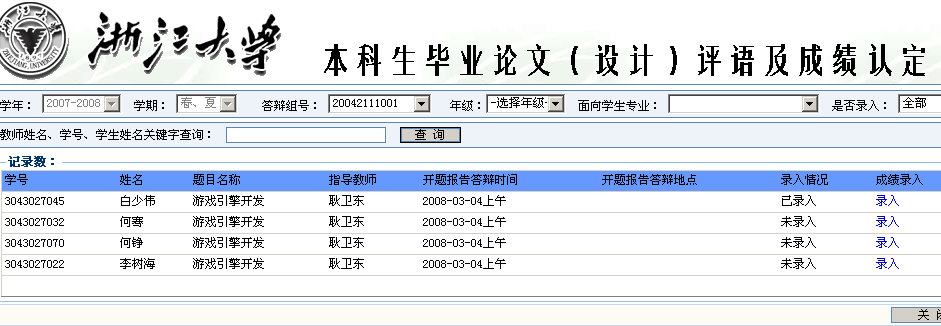 浙江大学
ZHEJIANG UNIVERSITY
本科生毕业论文（设计）评语及成绩认定
学年： 2007-2008 学期： 春、夏 答辩组号： 20042111001 年级： -选择年级- 面向学生专业： 是否录入： 全部
教师姓名、学号、学生姓名关键字查询： 查 询
记录数：
学号 姓名 题目名称 指导教师 开题报告答辩时间 开题报告答辩地点 录入情况 成绩录入
3043027045 白少伟 游戏引擎开发 耿卫东 2008-03-04上午 已录入 录入
3043027032 何骞 游戏引擎开发 耿卫东 2008-03-04上午 未录入 录入
3043027070 何铮 游戏引擎开发 耿卫东 2008-03-04上午 未录入 录入
3043027022 李树海 游戏引擎开发 耿卫东 2008-03-04上午 未录入 录入
关